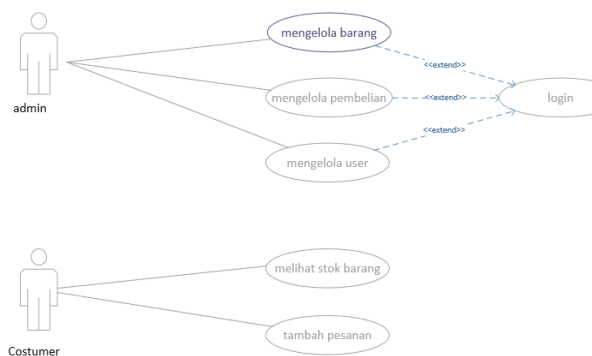 mengelola barang
<<extend>>
admin
mengelola pembelian
<<extend>>
login
<<extend>>
mengelola user
melihat stok barang
Costumer
tambah pesanan